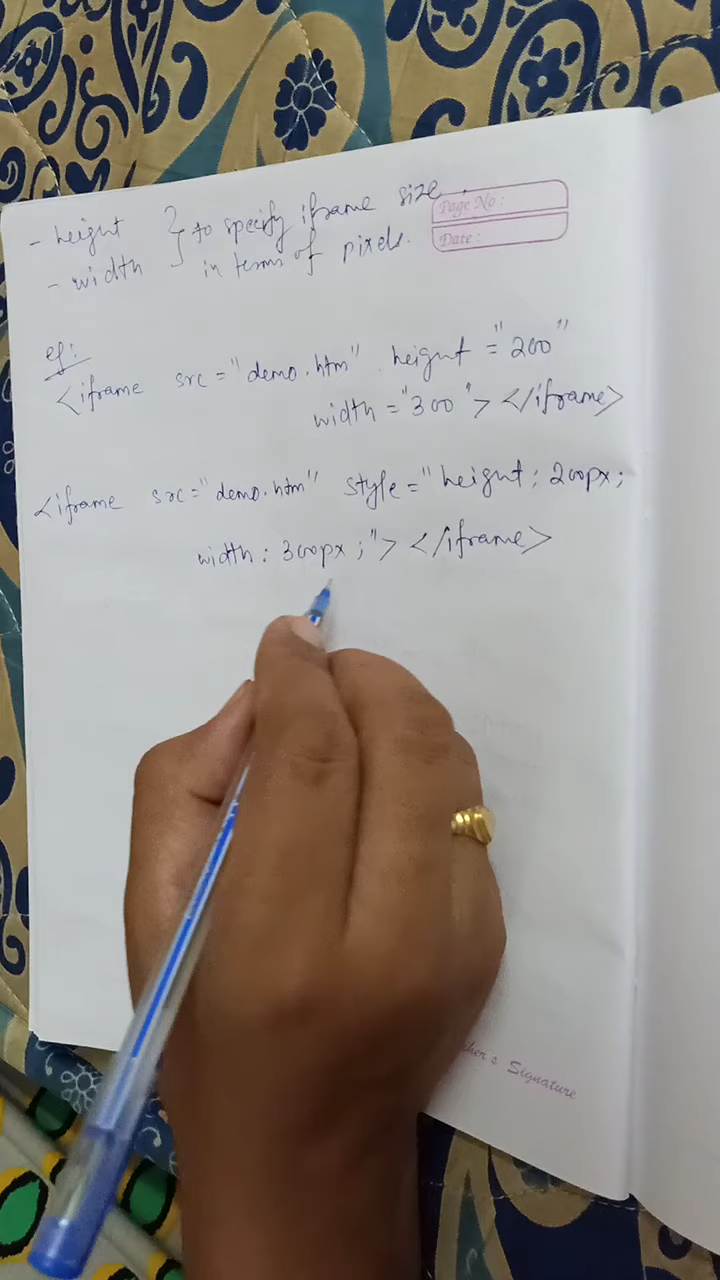 - height } to specify iframe size.
- width in terms of pixels.
Page No :
Date :
eg:
<iframe src="demo.htm" height="200"
width="300"></iframe>
<iframe src="demo.htm" style="height: 200px;
width: 300px;"></iframe>
Signature